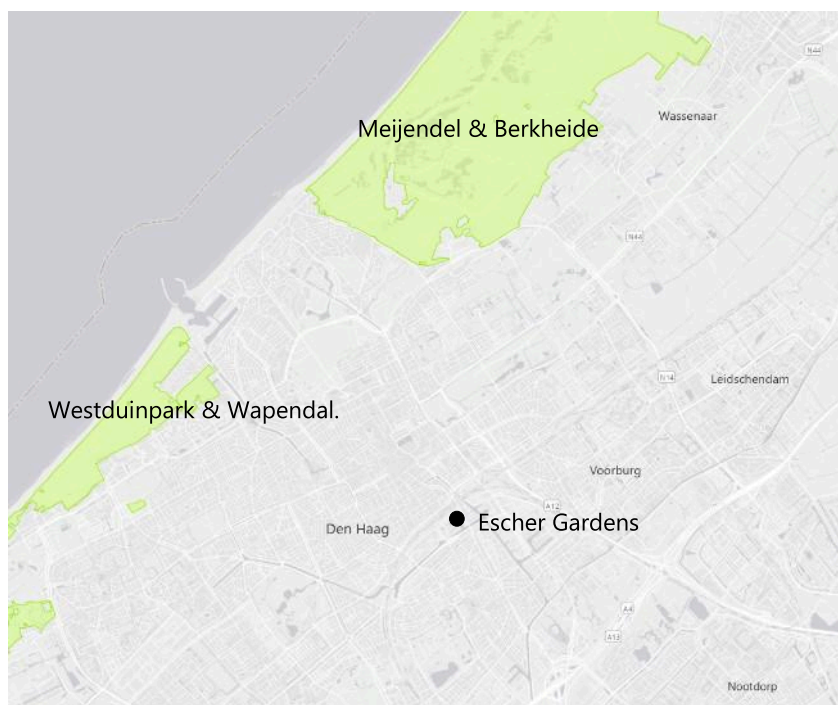 N44
Meijendel & Berkheide
Wassenaar
N44
N14
Leidschendam
Westduinpark & Wapendal.
Voorburg
A12
Den Haag
Escher Gardens
A4
A13
Nootdorp